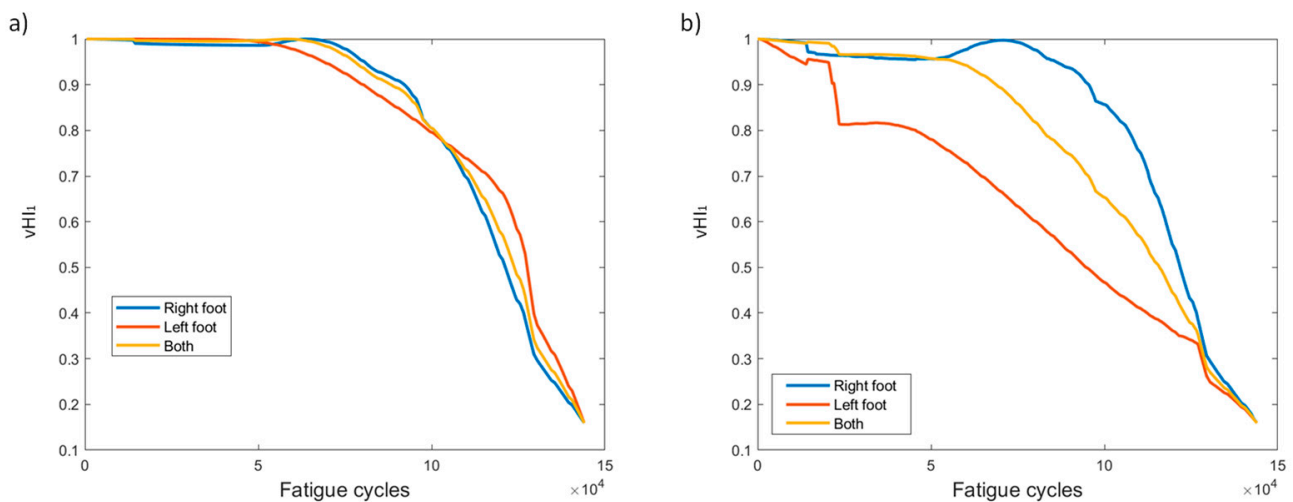 a)
1
0.9
0.8
0.7
0.6
0.5
0.4
0.3
0.2
0.1
vHI1
Right foot
Left foot
Both
0 5 10 15
Fatigue cycles
×10⁴
b)
1
0.9
0.8
0.7
0.6
0.5
0.4
0.3
0.2
0.1
vHI1
Right foot
Left foot
Both
0 5 10 15
Fatigue cycles
×10⁴